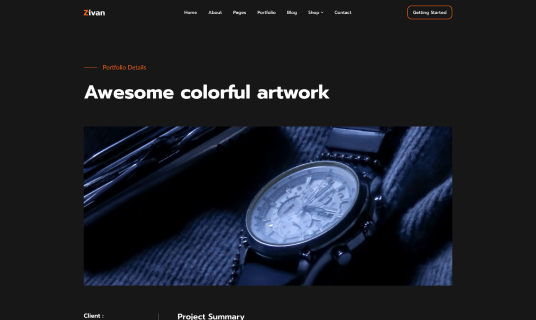 Zivan
Home About Pages Portfolio Blog Shop Contact
Getting Started
Portfolio Details
Awesome colorful artwork
Client :
Project Summary